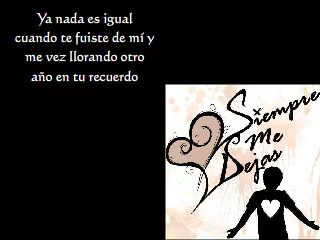 Ya nada es igual
cuando te fuiste de mí y
me vez llorando otro
año en tu recuerdo
Siempre
Me
Dejas